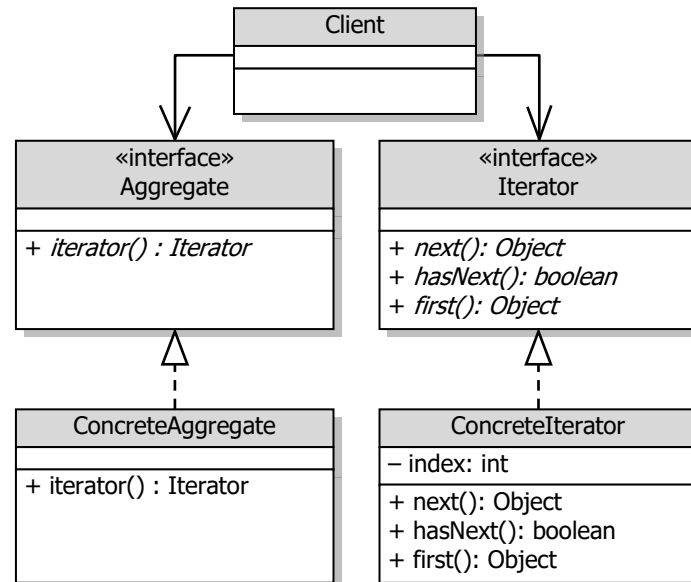 Client
«interface»
Aggregate
+ iterator() : Iterator
«interface»
Iterator
+ next(): Object
+ hasNext(): boolean
+ first(): Object
ConcreteAggregate
+ iterator() : Iterator
ConcreteIterator
– index: int
+ next(): Object
+ hasNext(): boolean
+ first(): Object